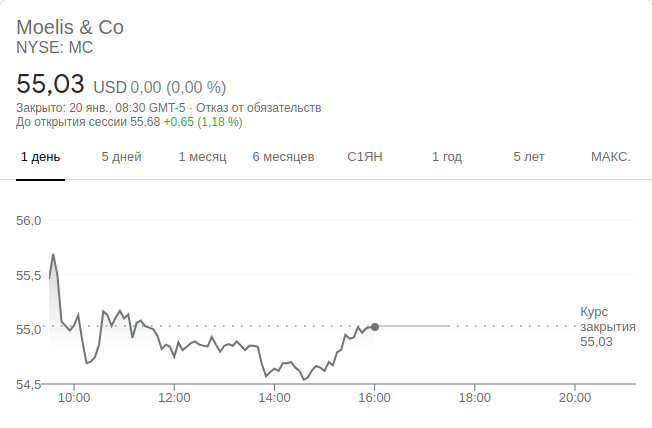 Moelis & Co
NYSE: MC
55,03 USD 0,00 (0,00 %)
Закрыто: 20 янв., 08:30 GMT-5 · Отказ от обязательств
До открытия сессии 55,68 +0,65 (1,18 %)
1 день 5 дней 1 месяц 6 месяцев С1ЯН 1 год 5 лет МАКС.
56,0
55,5
55,0
54,5
Курс
закрытия
55,03
10:00 12:00 14:00 16:00 18:00 20:00